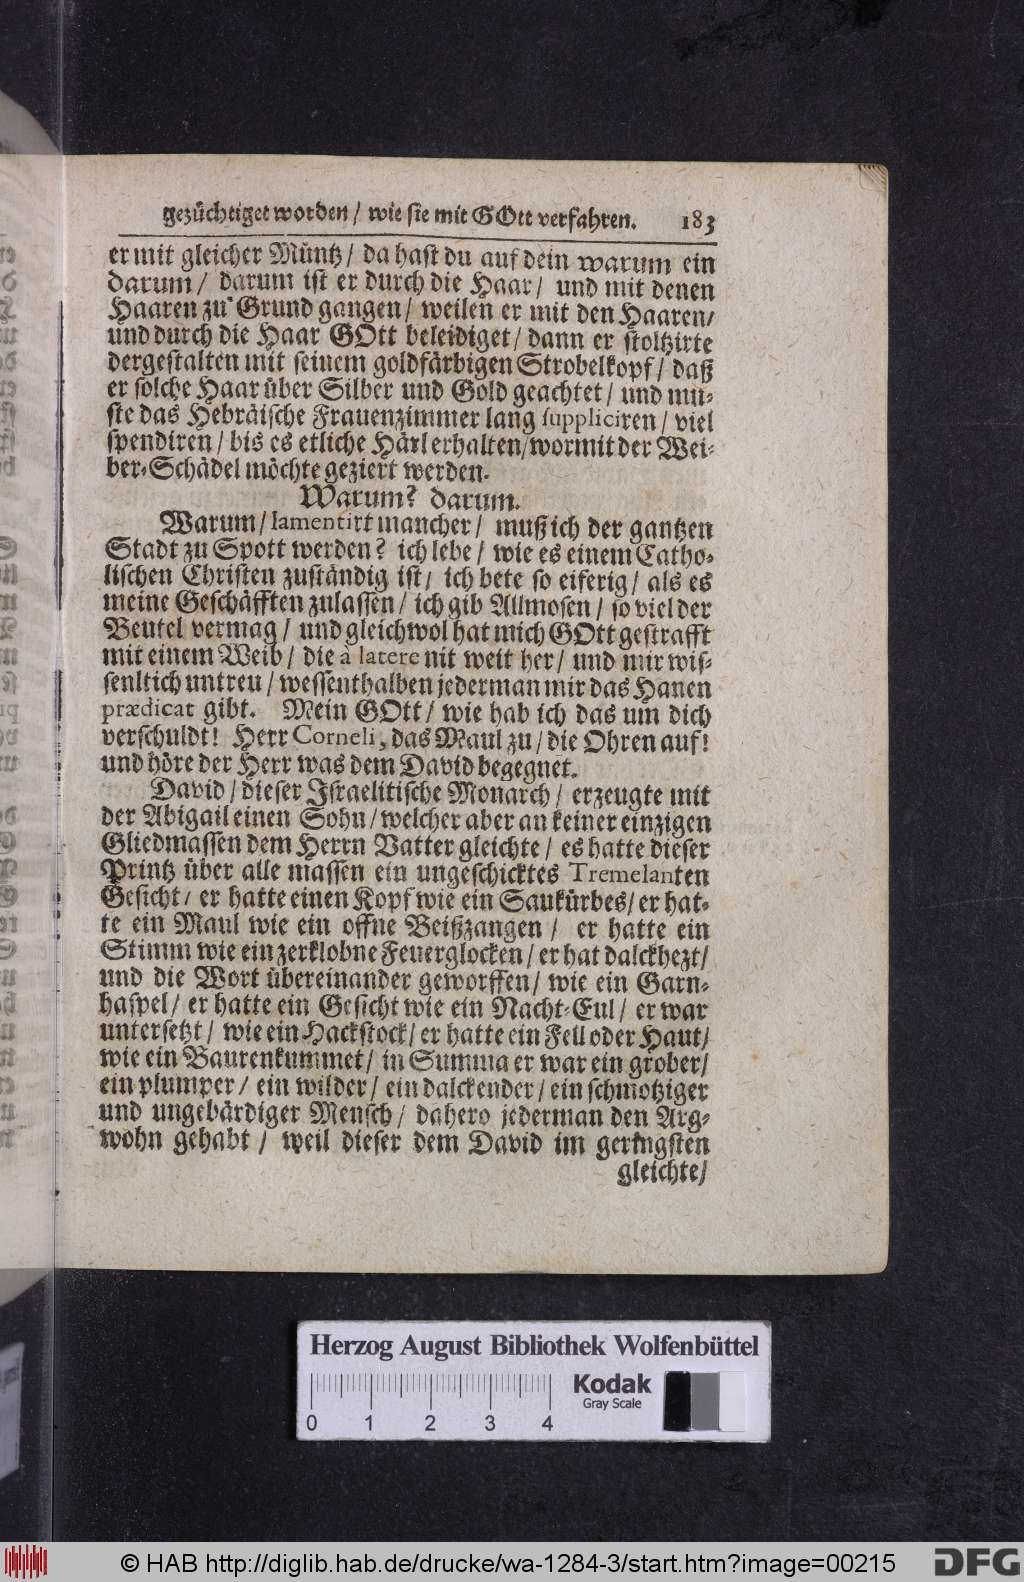 gezüchtiget worden / wie sie mit GOtt verfahren. 183
er mit gleicher Müntz / da hast du auf dein warum ein
darum / darum ist er durch die Haar / und mit denen
Haaren zu Grund gangen / weilen er mit den Haaren /
und durch die Haar GOtt beleidiget / dann er stoltzirte
dergestalten mit seinem goldfärbigen Strobelkopf / daß
er solche Haar über Silber und Gold geachtet / und mu-
ste das Hebräische Frauenzimmer lang suppliciren / viel
spendiren / bis es etliche Härl erhalten / wormit der Wei-
ber-Schädel möchte geziert werden.
Warum? darum.
Warum / lamentirt mancher / muß ich der gantzen
Stadt zu Spott werden? ich lebe / wie es einem Catho-
lischen Christen zuständig ist / ich bete so eiferig / als es
meine Geschäfften zulassen / ich gib Allmosen / so viel der
Beutel vermag / und gleichwol hat mich GOtt gestrafft
mit einem Weib / die à latere nit weit her / und mir wis-
senltich untreu / wessenthalben jederman mir das Hanen
prædicat gibt. Mein GOtt / wie hab ich das um dich
verschuldt! Herr Corneli, das Maul zu / die Ohren auf!
und höre der Herr was dem David begegnet.
David / dieser Israelitische Monarch / erzeugte mit
der Abigail einen Sohn / welcher aber an keiner einzigen
Gliedmassen dem Herrn Vatter gleichte / es hatte dieser
Printz über alle massen ein ungeschicktes Tremelanten
Gesicht / er hatte einen Kopf wie ein Saukürbes / er hat-
te ein Maul wie ein offne Beißzangen / er hatte ein
Stimm wie ein zerklobne Feuerglocken / er hat dalckhezt /
und die Wort übereinander geworffen / wie ein Garn-
haspel / er hatte ein Gesicht wie ein Nacht-Eul / er war
untersetzt / wie ein Hackstock / er hatte ein Fell oder Haut /
wie ein Baurenkummet / in Summa er war ein grober /
ein plumper / ein wilder / ein dalckender / ein schmotziger
und ungebärdiger Mensch / dahero jederman den Arg-
wohn gehabt / weil dieser dem David im geringsten
gleichte /
Herzog August Bibliothek Wolfenbüttel
Kodak
Gray Scale
0 1 2 3 4
© HAB http://diglib.hab.de/drucke/wa-1284-3/start.htm?image=00215
DFG